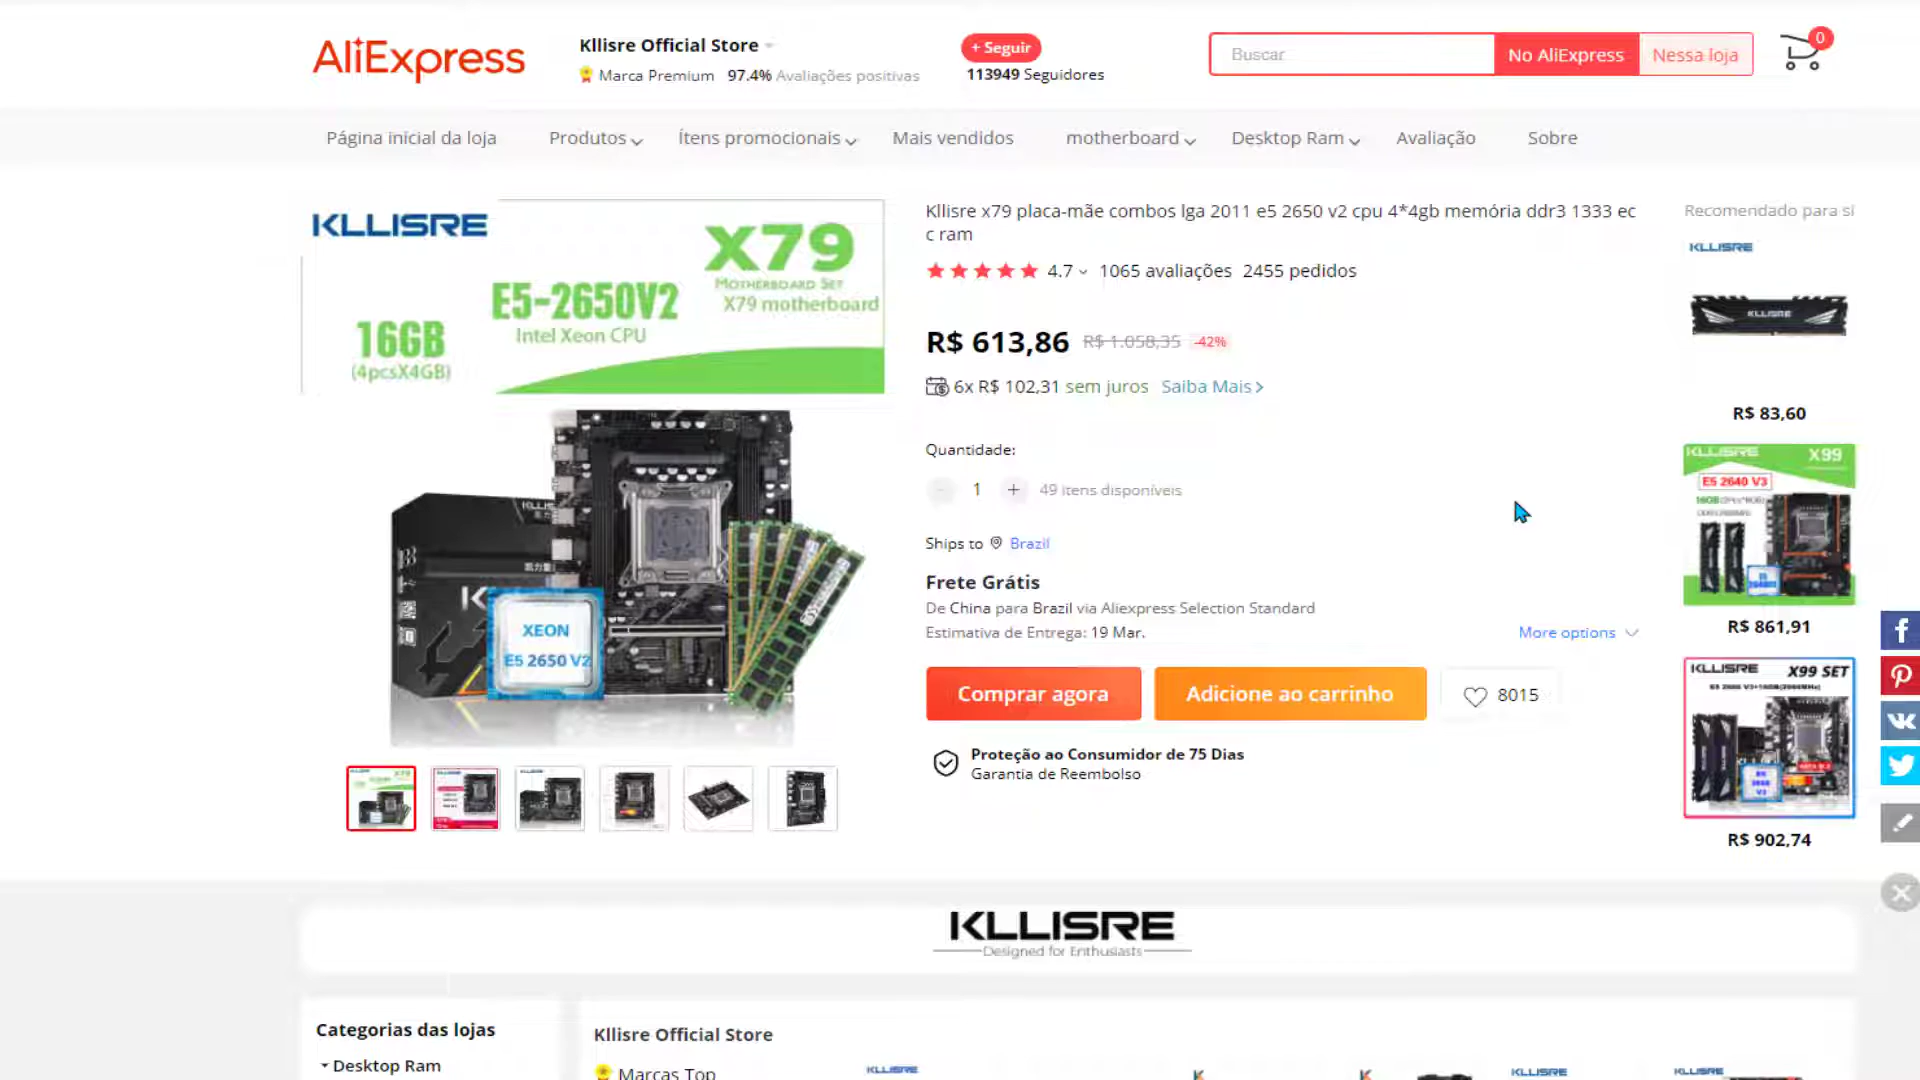 AliExpress
Kllisre Official Store
Marca Premium 97.4% Avaliações positivas
+ Seguir
113949 Seguidores
Buscar
No AliExpress
Nessa loja
0
Página inicial da loja
Produtos
Ítens promocionais
Mais vendidos
motherboard
Desktop Ram
Avaliação
Sobre
KLLISRE
X79
MOTHERBOARD SET
X79 motherboard
E5-2650V2
Intel Xeon CPU
16GB
(4pcsX4GB)
XEON
E5 2650 V2
Kllisre x79 placa-mãe combos lga 2011 e5 2650 v2 cpu 4*4gb memória ddr3 1333 ec
c ram
4.7 1065 avaliações 2455 pedidos
R$ 613,86 R$ 1.058,35 -42%
6x R$ 102,31 sem juros Saiba Mais
Quantidade:
- 1 + 49 itens disponíveis
Ships to Brazil
Frete Grátis
De China para Brazil via Aliexpress Selection Standard
Estimativa de Entrega: 19 Mar.
More options
Comprar agora
Adicione ao carrinho
8015
Proteção ao Consumidor de 75 Dias
Garantia de Reembolso
Recomendado para si
KLLISRE
KLLISRE
R$ 83,60
KLLISRE X99
E5 2640 V3
R$ 861,91
KLLISRE X99 SET
R$ 902,74
KLLISRE
Designed for Enthusiasts
Categorias das lojas
Desktop Ram
Kllisre Official Store
Marcas Top
KLLISRE
KLLISRE
KLLISRE